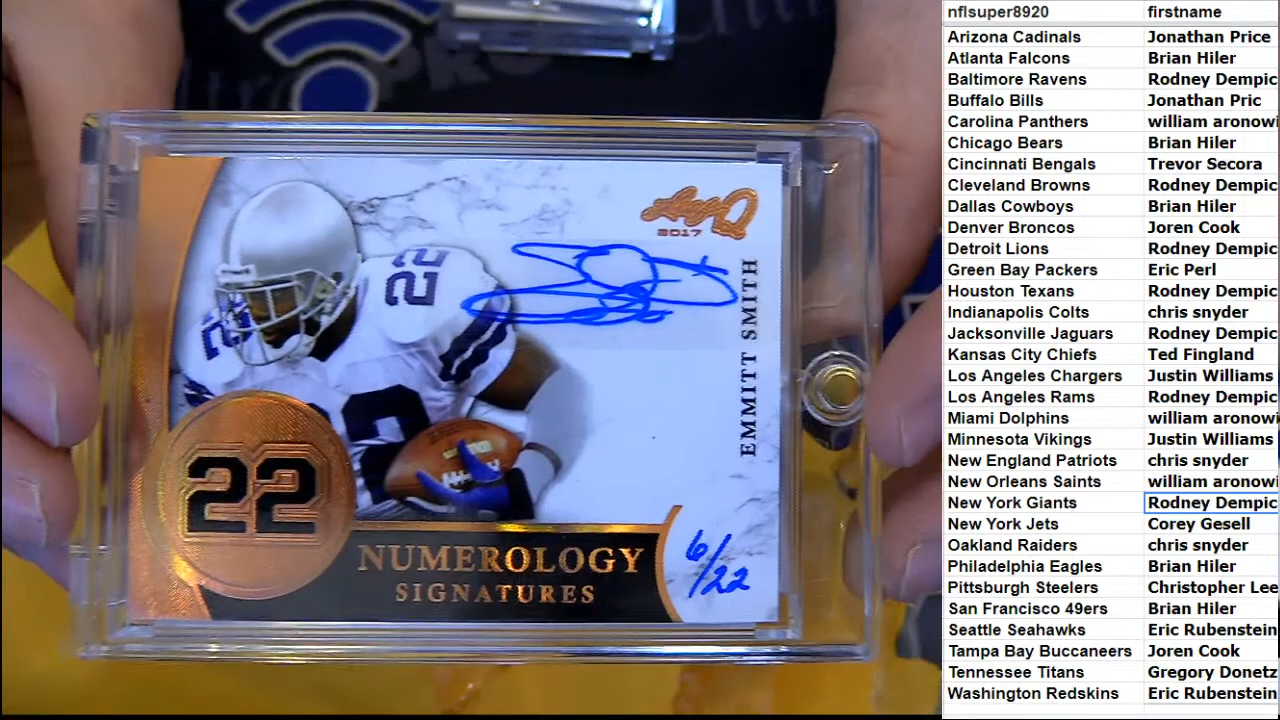 22
22
2017
EMMITT SMITH
22
NUMEROLOGY
SIGNATURES
6/22
nflsuper8920 firstname
Arizona Cadinals Jonathan Price
Atlanta Falcons Brian Hiler
Baltimore Ravens Rodney Dempic
Buffalo Bills Jonathan Pric
Carolina Panthers william aronowi
Chicago Bears Brian Hiler
Cincinnati Bengals Trevor Secora
Cleveland Browns Rodney Dempic
Dallas Cowboys Brian Hiler
Denver Broncos Joren Cook
Detroit Lions Rodney Dempic
Green Bay Packers Eric Perl
Houston Texans Rodney Dempic
Indianapolis Colts chris snyder
Jacksonville Jaguars Rodney Dempic
Kansas City Chiefs Ted Fingland
Los Angeles Chargers Justin Williams
Los Angeles Rams Rodney Dempic
Miami Dolphins william aronowi
Minnesota Vikings Justin Williams
New England Patriots chris snyder
New Orleans Saints william aronowi
New York Giants Rodney Dempic
New York Jets Corey Gesell
Oakland Raiders chris snyder
Philadelphia Eagles Brian Hiler
Pittsburgh Steelers Christopher Lee
San Francisco 49ers Brian Hiler
Seattle Seahawks Eric Rubenstein
Tampa Bay Buccaneers Joren Cook
Tennessee Titans Gregory Donetz
Washington Redskins Eric Rubenstein